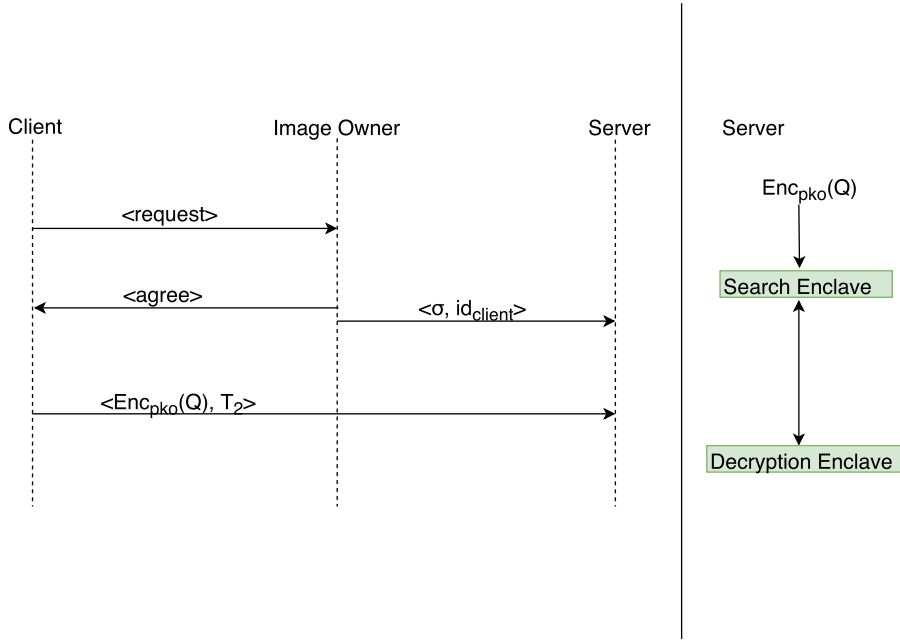 Client
Image Owner
Server
<request>
<agree>
<σ, id_client>
<Enc_pko(Q), T_2>
Server
Enc_pko(Q)
Search Enclave
Decryption Enclave